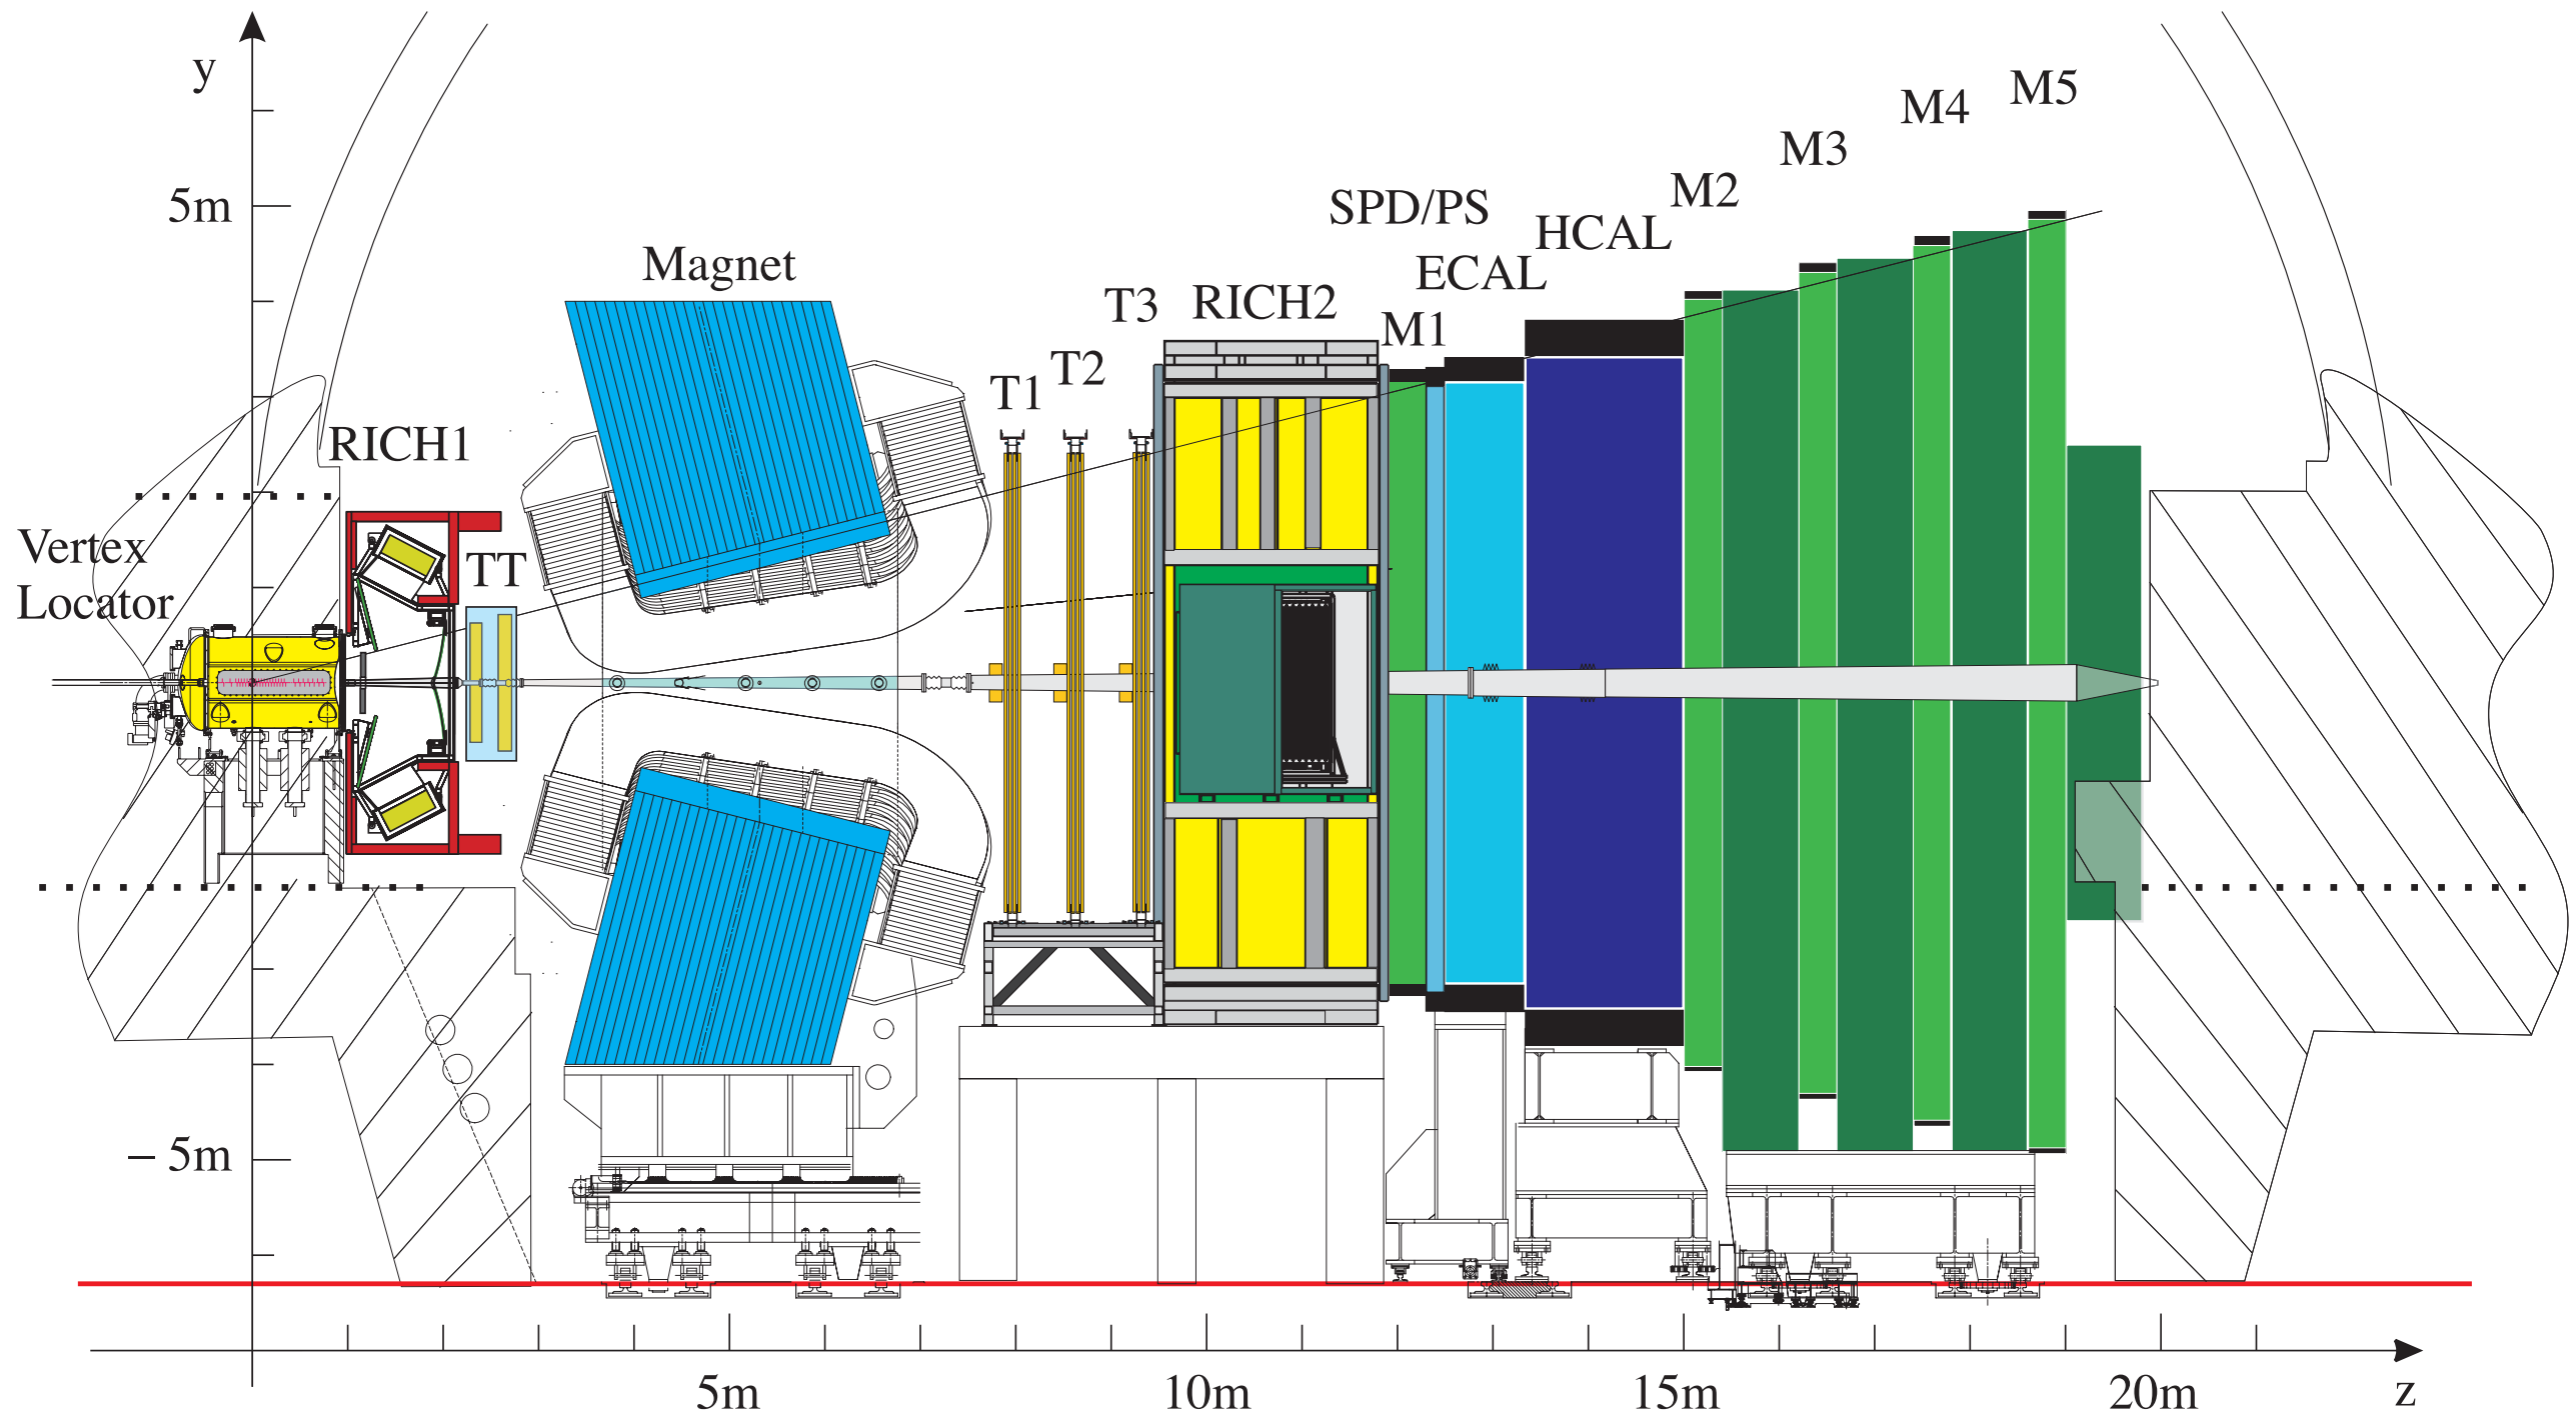 y
M5
M4
M3
M2
5m
SPD/PS
HCAL
Magnet
ECAL
T3
RICH2
M1
T2
T1
RICH1
Vertex
Locator
TT
– 5m
5m
10m
15m
20m
z